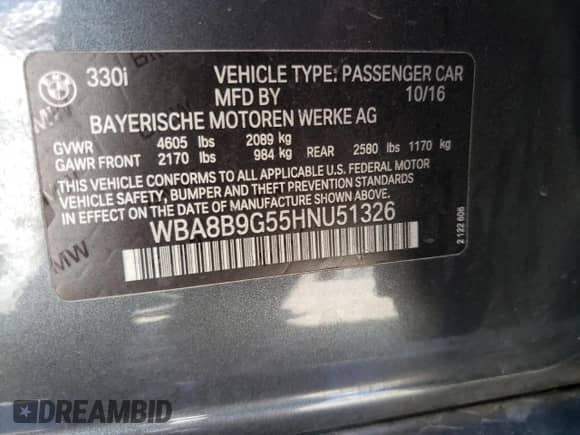 330i
VEHICLE TYPE: PASSENGER CAR
MFD BY 10/16
BAYERISCHE MOTOREN WERKE AG
GVWR 4605 lbs 2089 kg
GAWR FRONT 2170 lbs 984 kg REAR 2580 lbs 1170 kg
THIS VEHICLE CONFORMS TO ALL APPLICABLE U.S. FEDERAL MOTOR
VEHICLE SAFETY, BUMPER AND THEFT PREVENTION STANDARDS
IN EFFECT ON THE DATE OF MANUFACTURE SHOWN ABOVE.
WBA8B9G55HNU51326
2 122 606
DREAMBID